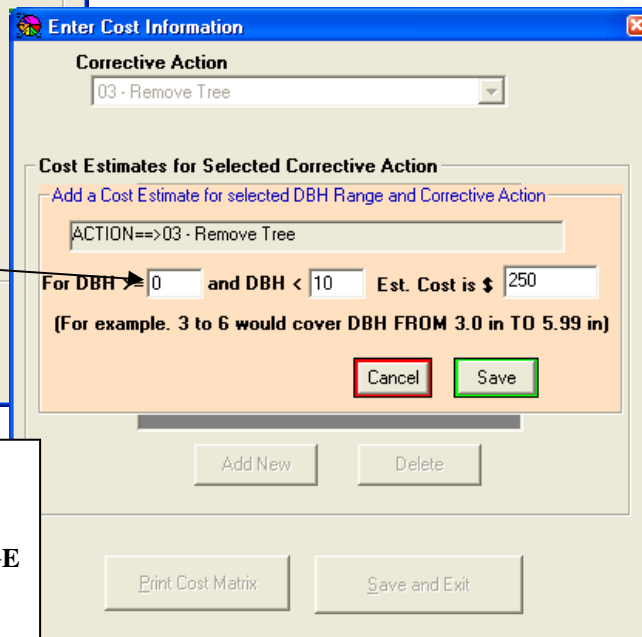 Enter Cost Information
Corrective Action
03 - Remove Tree
Cost Estimates for Selected Corrective Action
Add a Cost Estimate for selected DBH Range and Corrective Action
ACTION==>03 - Remove Tree
For DBH >= 0 and DBH < 10 Est. Cost is $ 250
(For example. 3 to 6 would cover DBH FROM 3.0 in TO 5.99 in)
Cancel Save
Add New Delete
Print Cost Matrix Save and Exit